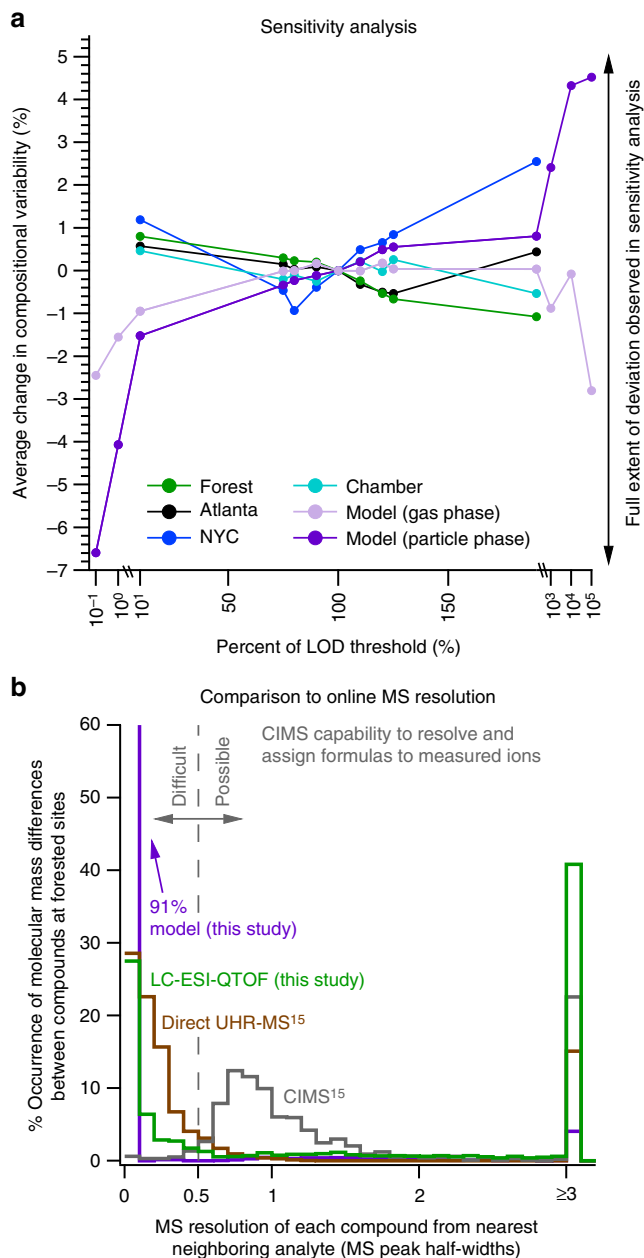 a
Sensitivity analysis
5
4
3
2
1
0
–1
–2
–3
–4
–5
–6
–7
Average change in compositional variability (%)
Full extent of deviation observed in sensitivity analysis
Forest
Atlanta
NYC
Chamber
Model (gas phase)
Model (particle phase)
10⁻¹
10⁰
10¹
50
100
150
10³
10⁴
10⁵
Percent of LOD threshold (%)
b
Comparison to online MS resolution
60
50
40
30
20
10
0
% Occurrence of molecular mass differences
between compounds at forested sites
Difficult
Possible
CIMS capability to resolve and
assign formulas to measured ions
91%
model (this study)
LC-ESI-QTOF (this study)
Direct UHR-MS¹⁵
CIMS¹⁵
0
0.5
1
2
≥3
MS resolution of each compound from nearest
neighboring analyte (MS peak half-widths)